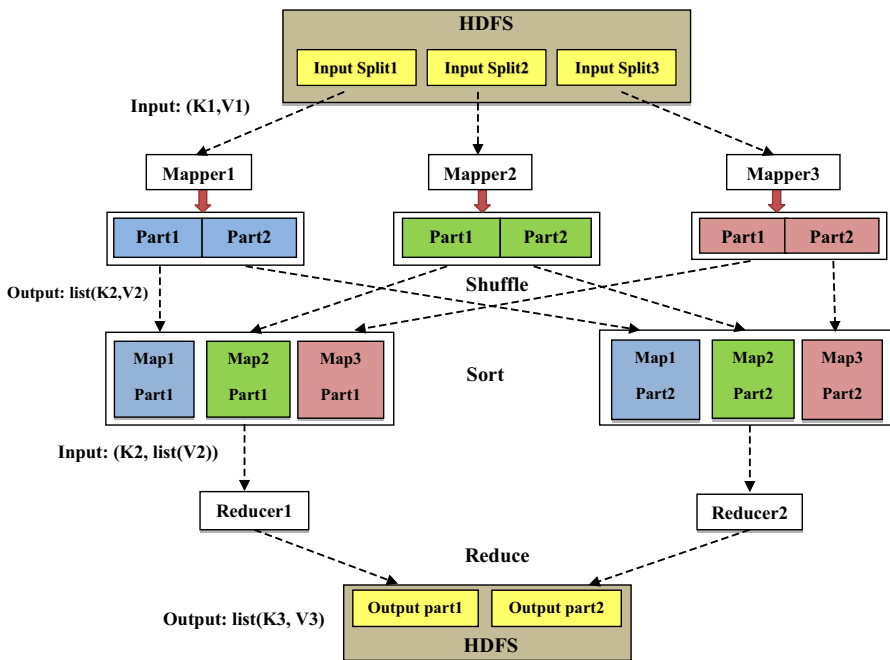 HDFS
Input Split1 Input Split2 Input Split3
Input: (K1,V1)
Mapper1 Mapper2 Mapper3
Part1 Part2 Part1 Part2 Part1 Part2
Output: list(K2,V2)
Shuffle
Map1 Map2 Map3 Map1 Map2 Map3
Part1 Part1 Part1 Part2 Part2 Part2
Sort
Input: (K2, list(V2))
Reducer1 Reducer2
Reduce
Output part1 Output part2
Output: list(K3, V3)
HDFS